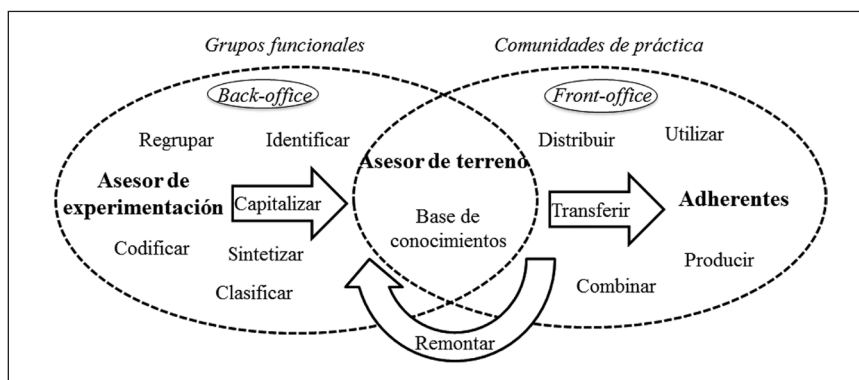 Grupos funcionales
Comunidades de práctica
Back-office
Front-office
Regrupar
Identificar
Distribuir
Utilizar
Asesor de terreno
Asesor de
experimentación
Capitalizar
Base de
conocimientos
Transferir
Adherentes
Codificar
Sintetizar
Clasificar
Combinar
Producir
Remontar